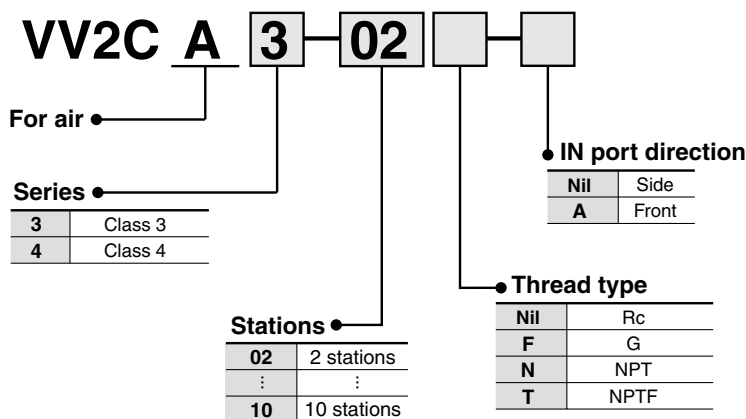 VV2C A 3-02 -
For air
IN port direction
Nil Side
A Front
Series
3 Class 3
4 Class 4
Thread type
Nil Rc
F G
N NPT
T NPTF
Stations
02 2 stations
⋮ ⋮
10 10 stations